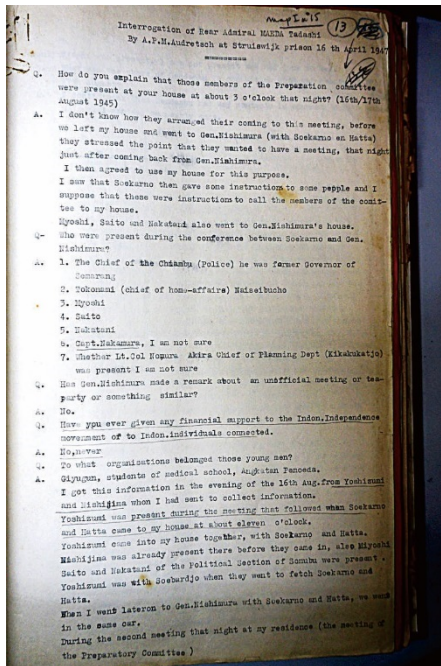 map In 15
13
Interrogation of Rear Admiral MAEDA Tadashi
By A.P.M.Audretsch at Struiswijk prison 16 th April 1947
Q. How do you explain that those members of the Preparation committee
were present at your house at about 3 o'clock that night? (16th/17th
August 1945)
A. I don't know how they arranged their coming to this meeting, before
we left my house and went to Gen.Nishimura (with Soekarno en Hatta)
they stressed the point that they wanted to have a meeting, that night
just after coming back from Gen.Nishimura.
I then agreed to use my house for this purpose.
I saw that Soekarno then gave some instructions to some people and I
suppose that these were instructions to call the members of the comit-
tee to my house.
Myoshi, Saito and Nakatani also went to Gen.Nishimura's house.
Q- Who were present during the conference between Soekarno and Gen.
Nishimura?
A. 1. The Chief of the Chiambu (Police) he was former Governor of
Semarang
2. Tokonami (chief of home-affaire) Naiseibucho
3. Myoshi
4. Saito
5. Nakatani
6. Capt.Nakamura, I am not sure
7. Whether Lt.Col Nomura Akira Chief of Planning Dept (Kikakukatjo)
was present I am not sure
Q. Has Gen.Nishimura made a remark about an unofficial meeting or tea-
party or something similar?
A. No.
Q. Have you ever given any financial support to the Indon.Independence
movement of to Indon.individuals connected.
A. No,never
Q. To what organisations belonged those young men?
A. Giyugun, students of medical school, Angkatan Panoeda.
I got this information in the evening of the 16th Aug.from Yoshizumi
and Nishijima whom I had sent to collect information.
Yoshizumi was present during the meeting that followed when Soekarno
and Hatta came to my house at about eleven o'clock.
Yoshizumi came into my house together, with Soekarno and Hatta.
Nishijima was already present there before they came in, also Miyoshi
Saito and Nakatani of the Political Section of Somubu were present.
Yoshizumi was with Soebardjo when they went to fetch Soekarno and
Hatta.
When I went lateron to Gen.Nishimura with Soekarno and Hatta, we went
in the same car.
During the second meeting that night at my residence (the meeting of
the Preparatory Committee )